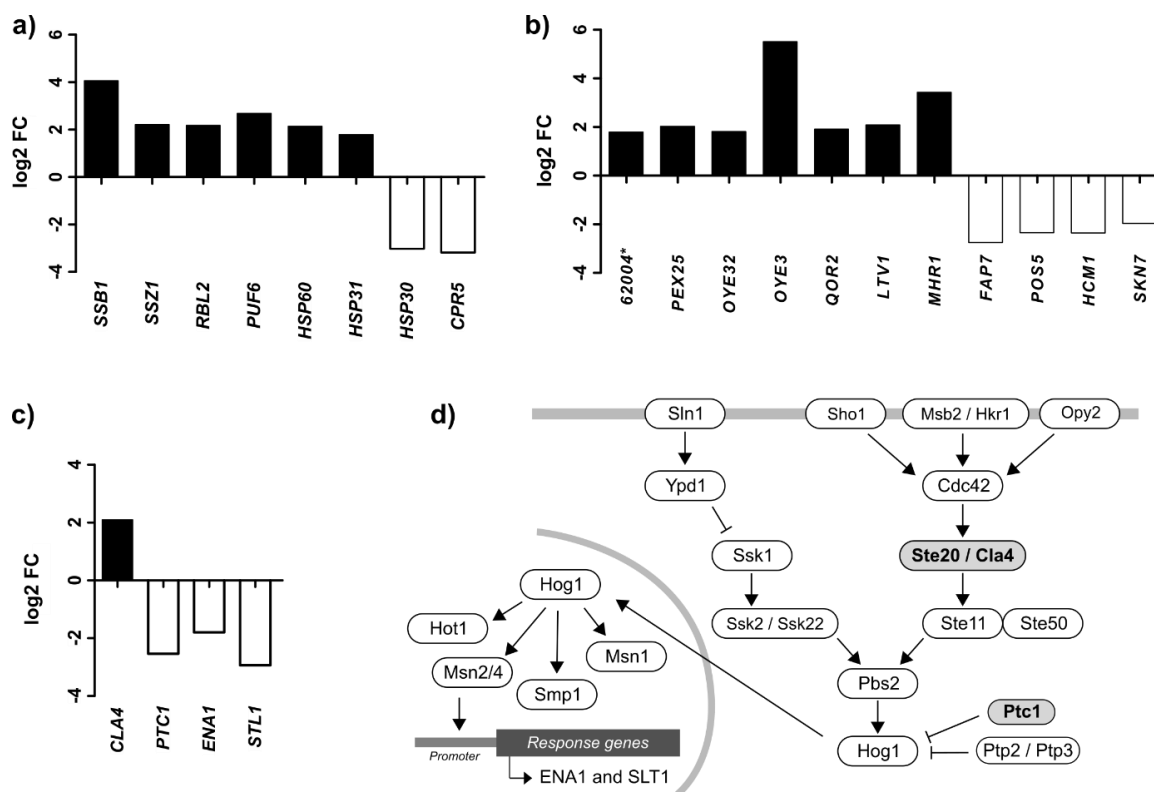 a)
log2 FC
6
4
2
0
-2
-4
SSB1 SSZ1 RBL2 PUF6 HSP60 HSP31 HSP30 CPR5
b)
log2 FC
6
4
2
0
-2
-4
62004* PEX25 OYE32 OYE3 QOR2 LTV1 MHR1 FAP7 POS5 HCM1 SKN7
c)
log2 FC
4
2
0
-2
-4
CLA4 PTC1 ENA1 STL1
d)
Sln1 Sho1 Msb2 / Hkr1 Opy2
Ypd1 Cdc42
Ssk1 Ste20 / Cla4
Hog1
Hot1 Ssk2 / Ssk22 Ste11 Ste50
Msn2/4 Msn1
Smp1 Pbs2
Ptc1
Hog1 Ptp2 / Ptp3
Promoter Response genes
ENA1 and SLT1